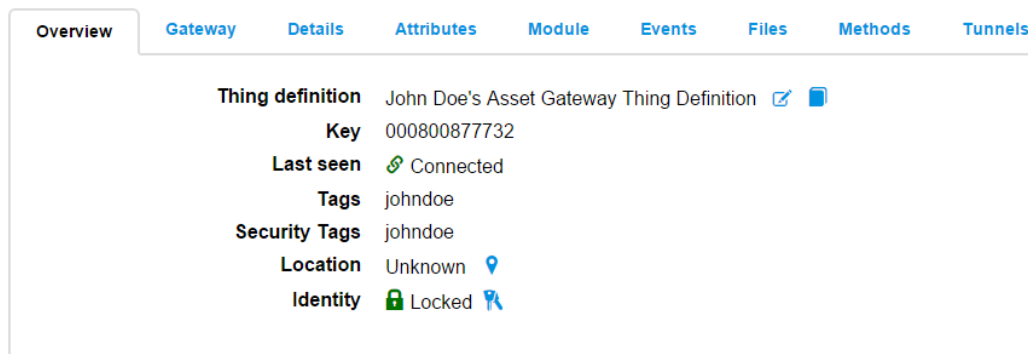 Overview Gateway Details Attributes Module Events Files Methods Tunnels
Thing definition John Doe's Asset Gateway Thing Definition
Key 000800877732
Last seen Connected
Tags johndoe
Security Tags johndoe
Location Unknown
Identity Locked